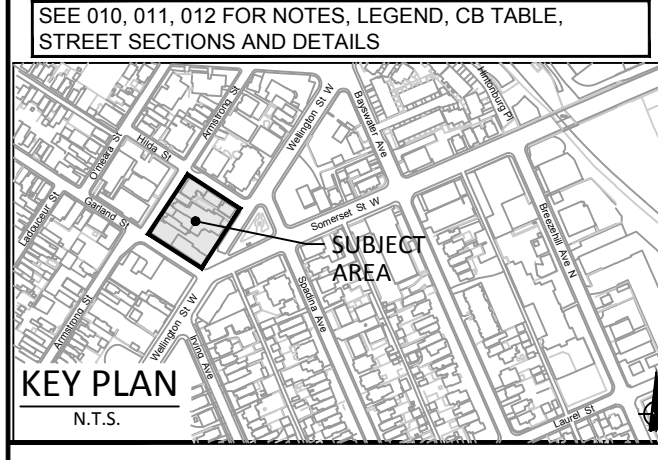 SEE 010, 011, 012 FOR NOTES, LEGEND, CB TABLE,
STREET SECTIONS AND DETAILS
Armstrong St
Hilda St
O'meara St
Garland St
Ladouceur St
Armstrong St
Wellington St W
Wellington St W
Irving Ave
Bayswater Ave
Hintonburg Pl
Somerset St W
Spadina Ave
Breezehill Ave N
Laurel St
SUBJECT
AREA
KEY PLAN
N.T.S.